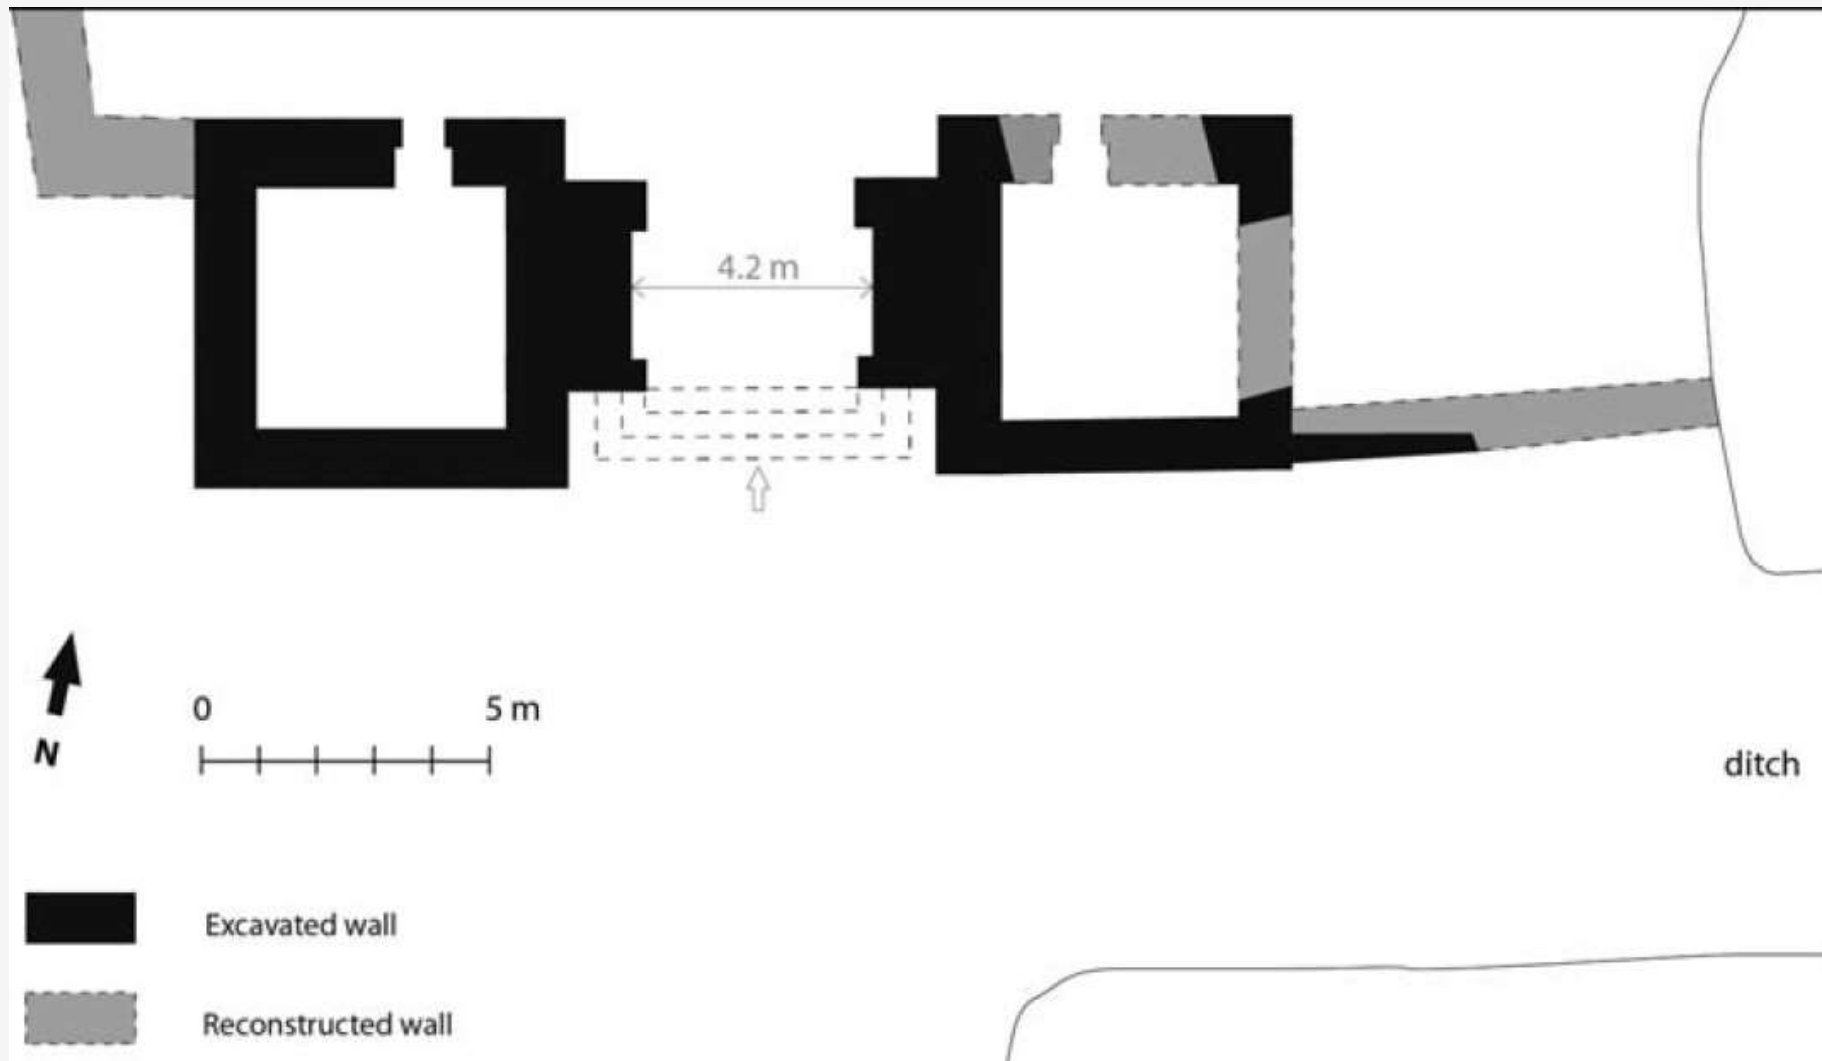 4.2 m
N
0 5 m
ditch
Excavated wall
Reconstructed wall